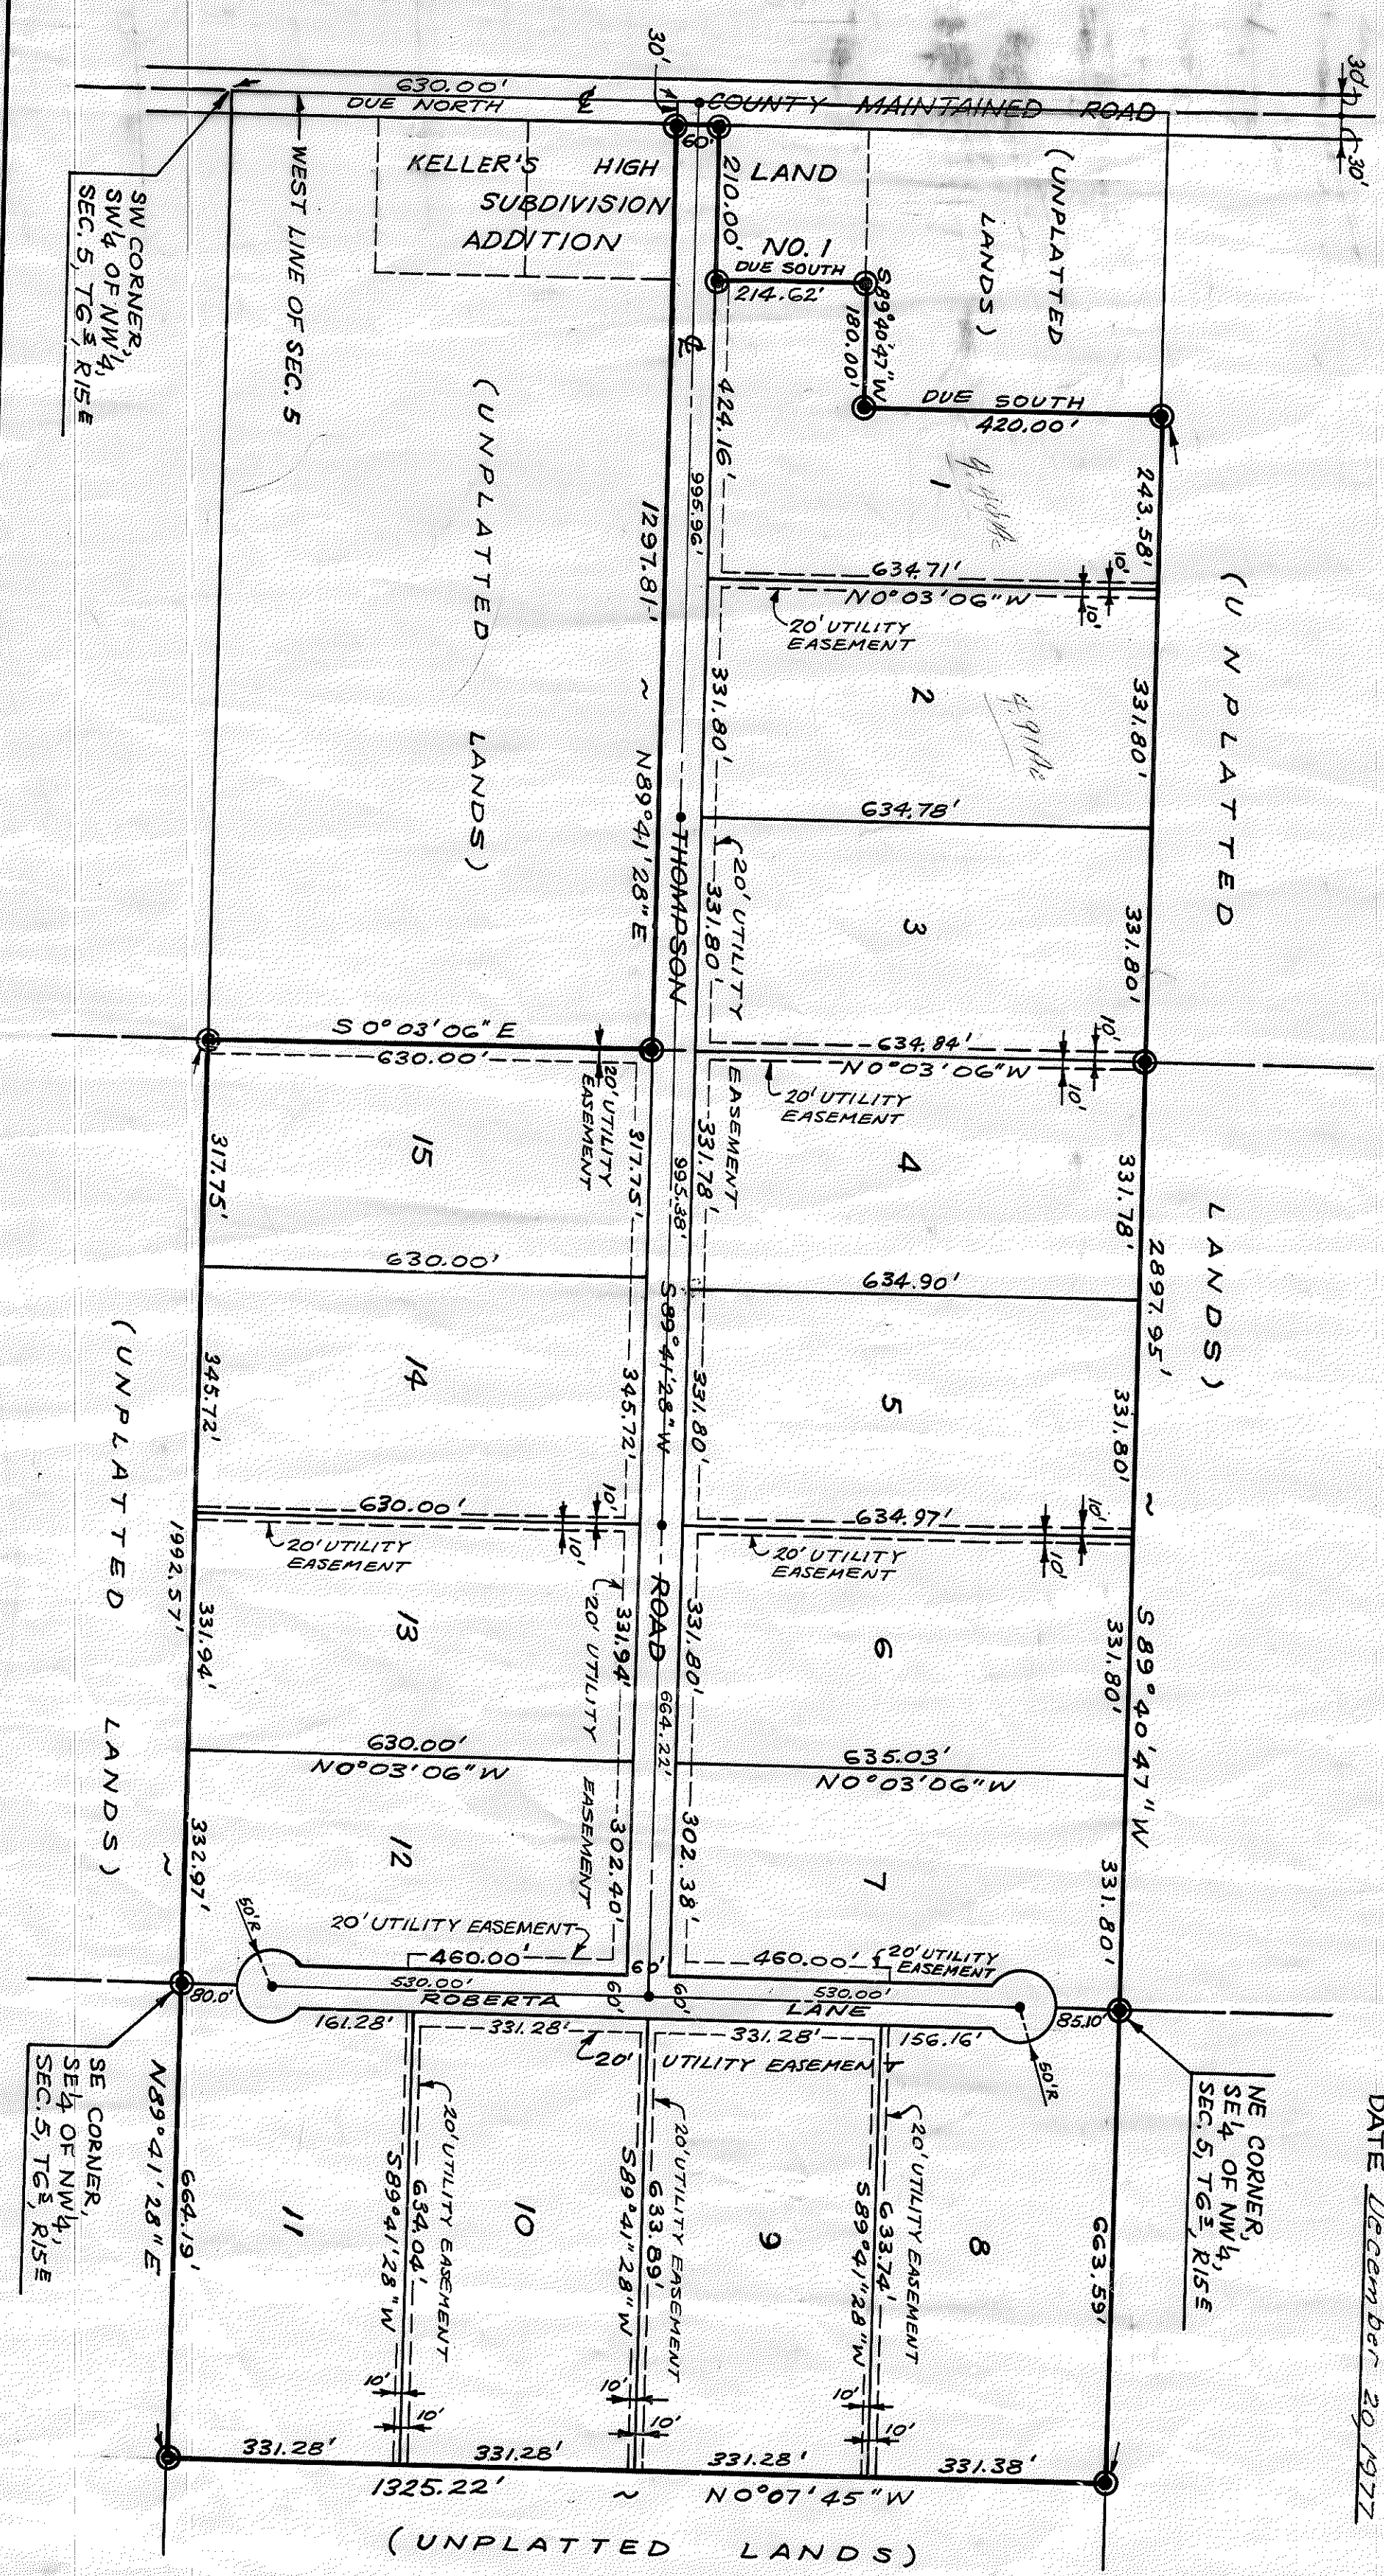 30'
30'
30'
630.00'
DUE NORTH
℄
COUNTY MAINTAINED ROAD
60'
KELLER'S HIGH LAND
SUBDIVISION NO. 1
ADDITION
210.00'
DUE SOUTH
214.62'
S89°40'47"W
180.00'
(UNPLATTED
LANDS)
DUE SOUTH
420.00'
WEST LINE OF SEC. 5
SW CORNER,
SW¼ OF NW¼,
SEC. 5, T6S, R15E
(UNPLATTED LANDS)
℄
424.16'
995.96'
1297.81' ~ N89°41'28"E
1
243.58'
634.71'
N0°03'06"W
10'
10'
20' UTILITY
EASEMENT
(UNPLATTED LANDS)
2
331.80'
331.80'
634.78'
THOMPSON ROAD
20' UTILITY EASEMENT
3
331.80'
331.80'
S0°03'06"E
630.00'
634.84'
N0°03'06"W
10'
10'
20' UTILITY
EASEMENT
20' UTILITY
EASEMENT
15
317.75'
317.75'
995.38'
331.78'
4
331.78'
2897.95' ~ S89°40'47"W
630.00'
634.90'
S89°41'28"W
14
345.72'
345.72'
331.80'
5
331.80'
(UNPLATTED LANDS)
630.00'
10'
10'
20' UTILITY
EASEMENT
634.97'
10'
10'
20' UTILITY
EASEMENT
1992.57' ~ N89°41'28"E
13
331.94'
331.94'
20' UTILITY EASEMENT
664.22'
331.80'
6
331.80'
630.00'
N0°03'06"W
635.03'
N0°03'06"W
12
332.97'
302.40'
302.38'
7
331.80'
50'R
20' UTILITY EASEMENT
460.00'
60'
460.00'
20' UTILITY
EASEMENT
80.0'
530.00'
60'
60'
530.00'
85.10'
ROBERTA LANE
50'R
161.28'
331.28'
331.28'
156.16'
20' UTILITY EASEMENT
SE CORNER,
SE¼ OF NW¼,
SEC. 5, T6S, R15E
NE CORNER,
SE¼ OF NW¼,
SEC. 5, T6S, R15E
DATE December 20, 1977
664.19'
11
20' UTILITY EASEMENT
634.04'
S89°41'28"W
10
20' UTILITY EASEMENT
633.89'
S89°41'28"W
9
20' UTILITY EASEMENT
633.74'
S89°41'28"W
8
663.59'
10'
10'
10'
10'
10'
10'
331.28'
331.28'
331.28'
331.38'
1325.22' ~ N0°07'45"W
(UNPLATTED LANDS)